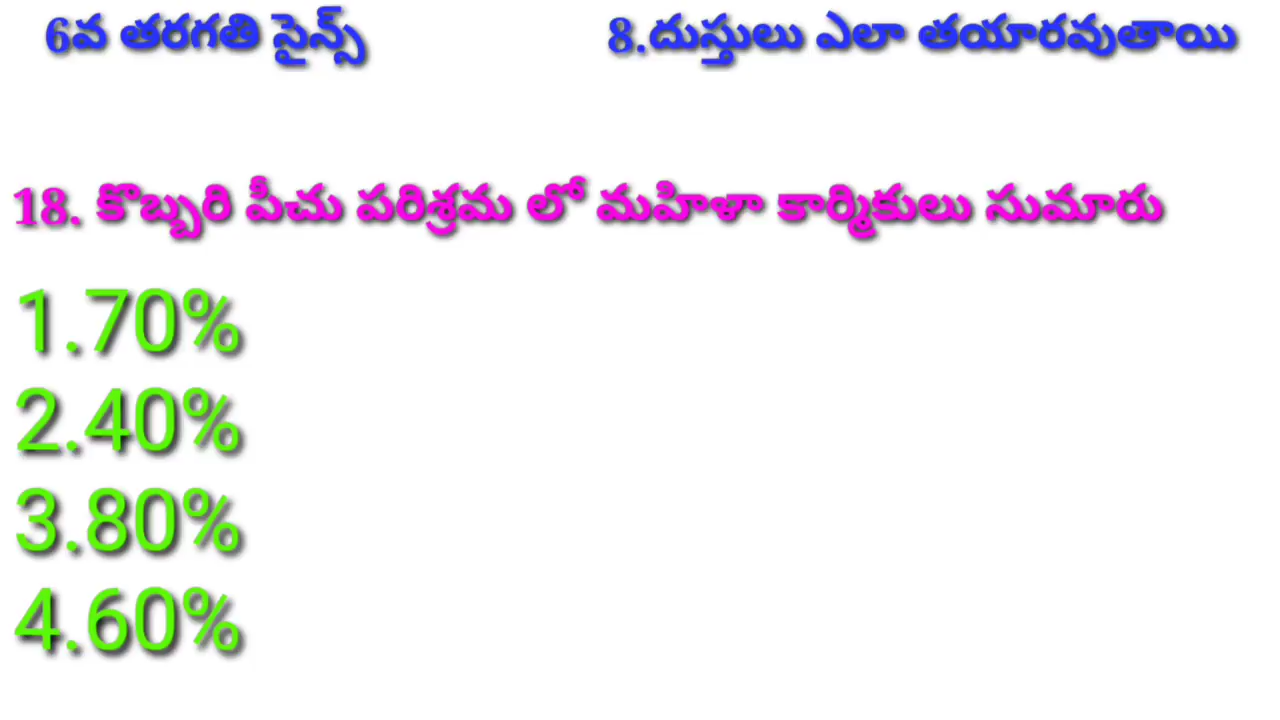 6వ తరగతి సైన్స్ 8.దుస్తులు ఎలా తయారవుతాయి
18. కొబ్బరి పీచు పరిశ్రమ లో మహిళా కార్మికులు సుమారు
1.70%
2.40%
3.80%
4.60%